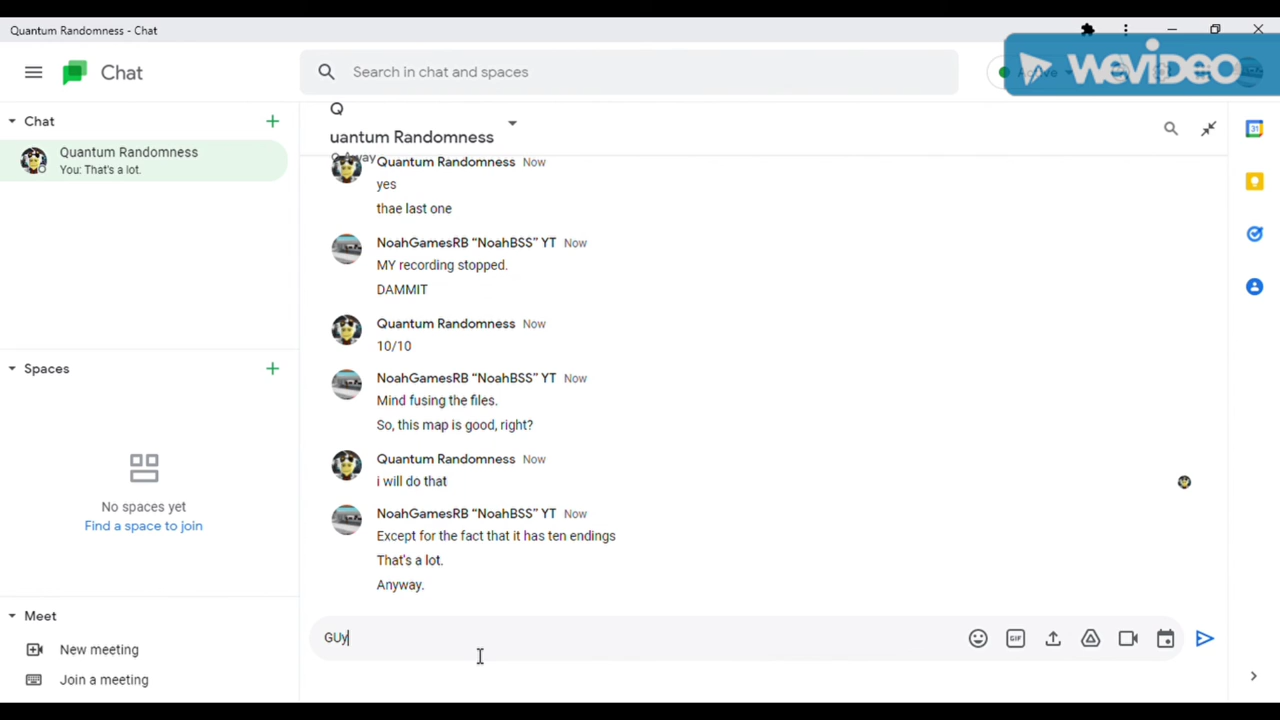 Quantum Randomness - Chat
WeVideo
Chat
Search in chat and spaces
Active
Chat
Quantum Randomness
You: That's a lot.
Spaces
No spaces yet
Find a space to join
Meet
New meeting
Join a meeting
Q
uantum Randomness
Away
Quantum Randomness Now
yes
thae last one
NoahGamesRB “NoahBSS” YT Now
MY recording stopped.
DAMMIT
Quantum Randomness Now
10/10
NoahGamesRB “NoahBSS” YT Now
Mind fusing the files.
So, this map is good, right?
Quantum Randomness Now
i will do that
NoahGamesRB “NoahBSS” YT Now
Except for the fact that it has ten endings
That's a lot.
Anyway.
GUy
GIF
31